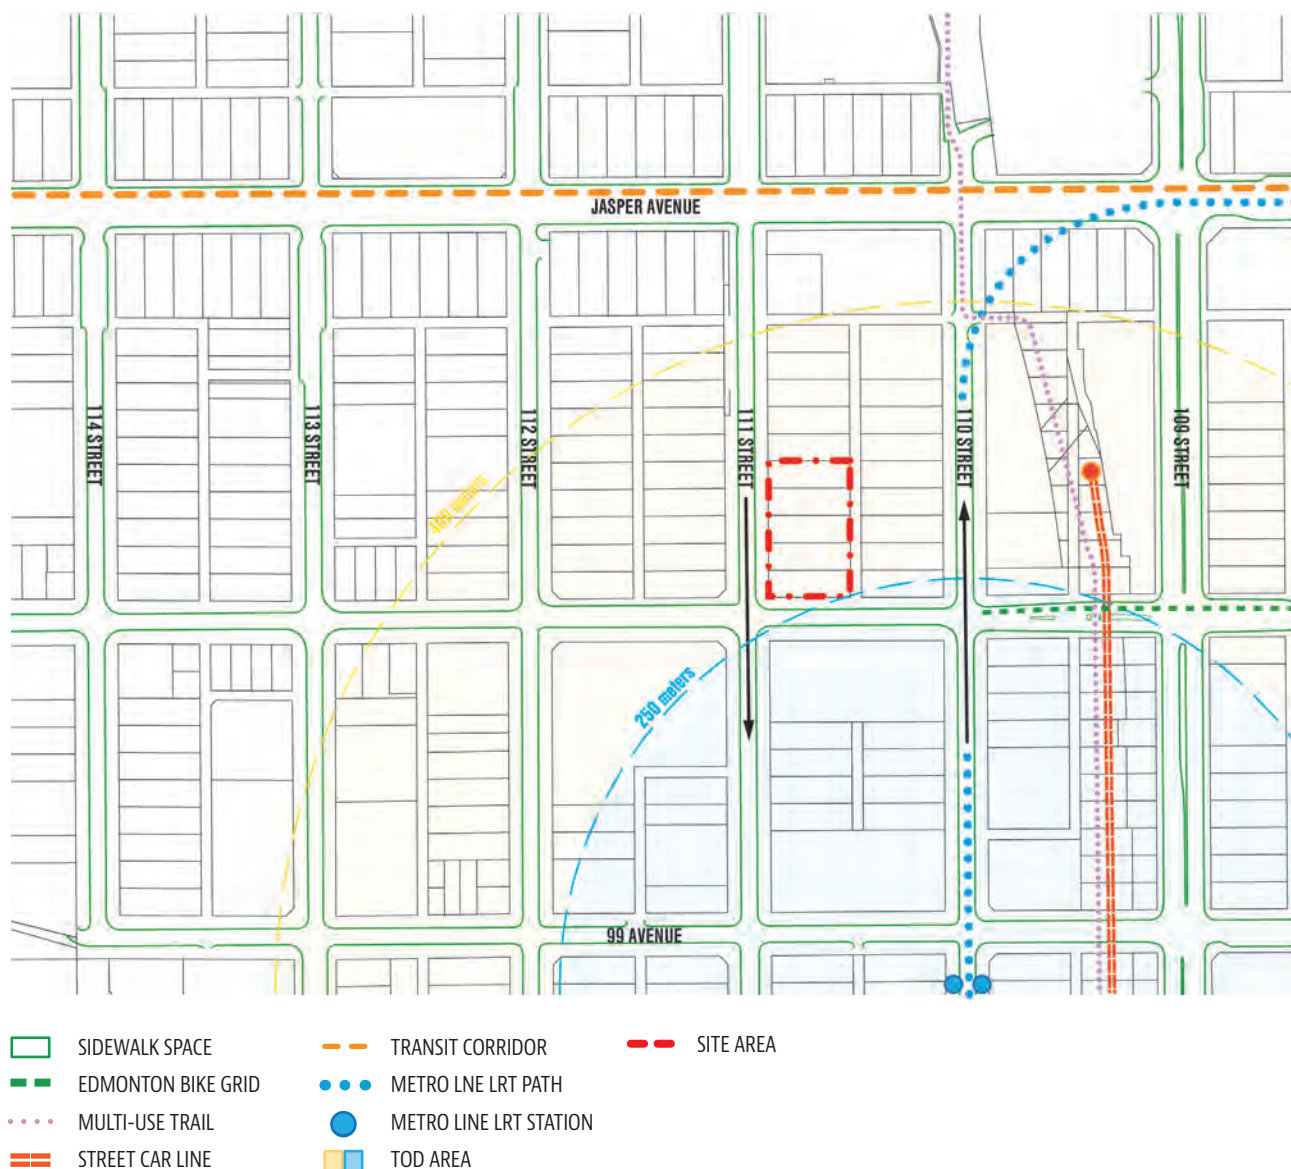 JASPER AVENUE
114 STREET
113 STREET
112 STREET
111 STREET
110 STREET
109 STREET
400 meters
250 meters
99 AVENUE
SIDEWALK SPACE
EDMONTON BIKE GRID
MULTI-USE TRAIL
STREET CAR LINE
TRANSIT CORRIDOR
METRO LNE LRT PATH
METRO LINE LRT STATION
TOD AREA
SITE AREA